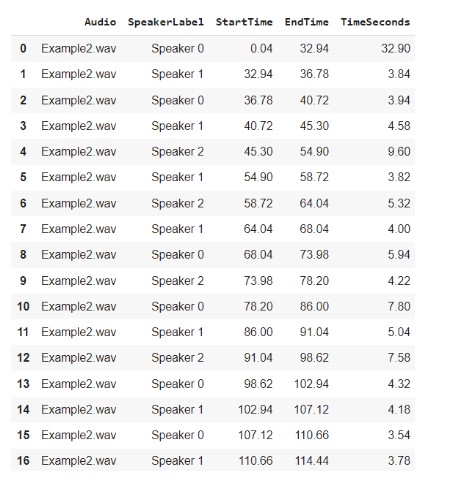 Audio SpeakerLabel StartTime EndTime TimeSeconds
0 Example2.wav Speaker 0 0.04 32.94 32.90
1 Example2.wav Speaker 1 32.94 36.78 3.84
2 Example2.wav Speaker 0 36.78 40.72 3.94
3 Example2.wav Speaker 1 40.72 45.30 4.58
4 Example2.wav Speaker 2 45.30 54.90 9.60
5 Example2.wav Speaker 1 54.90 58.72 3.82
6 Example2.wav Speaker 2 58.72 64.04 5.32
7 Example2.wav Speaker 1 64.04 68.04 4.00
8 Example2.wav Speaker 0 68.04 73.98 5.94
9 Example2.wav Speaker 2 73.98 78.20 4.22
10 Example2.wav Speaker 0 78.20 86.00 7.80
11 Example2.wav Speaker 1 86.00 91.04 5.04
12 Example2.wav Speaker 2 91.04 98.62 7.58
13 Example2.wav Speaker 0 98.62 102.94 4.32
14 Example2.wav Speaker 1 102.94 107.12 4.18
15 Example2.wav Speaker 0 107.12 110.66 3.54
16 Example2.wav Speaker 1 110.66 114.44 3.78